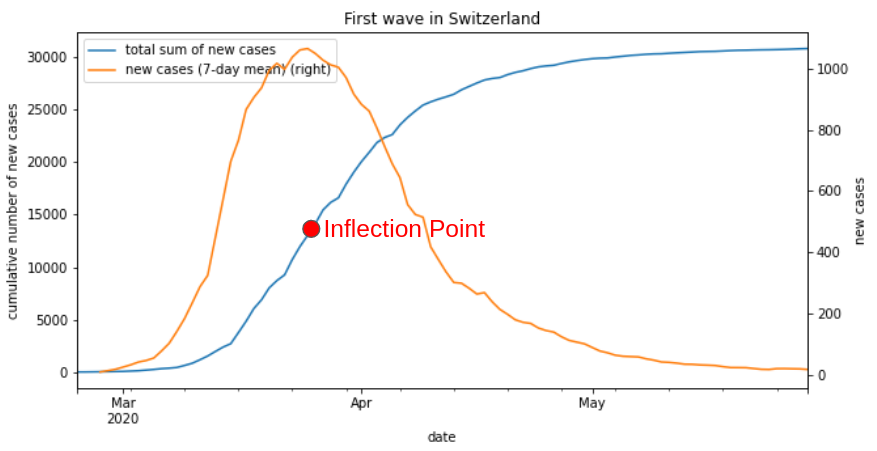 First wave in Switzerland
total sum of new cases
new cases (7-day mean) (right)
30000
25000
20000
15000
10000
5000
0
cumulative number of new cases
1000
800
600
400
200
0
new cases
Inflection Point
Mar
2020
Apr
May
date